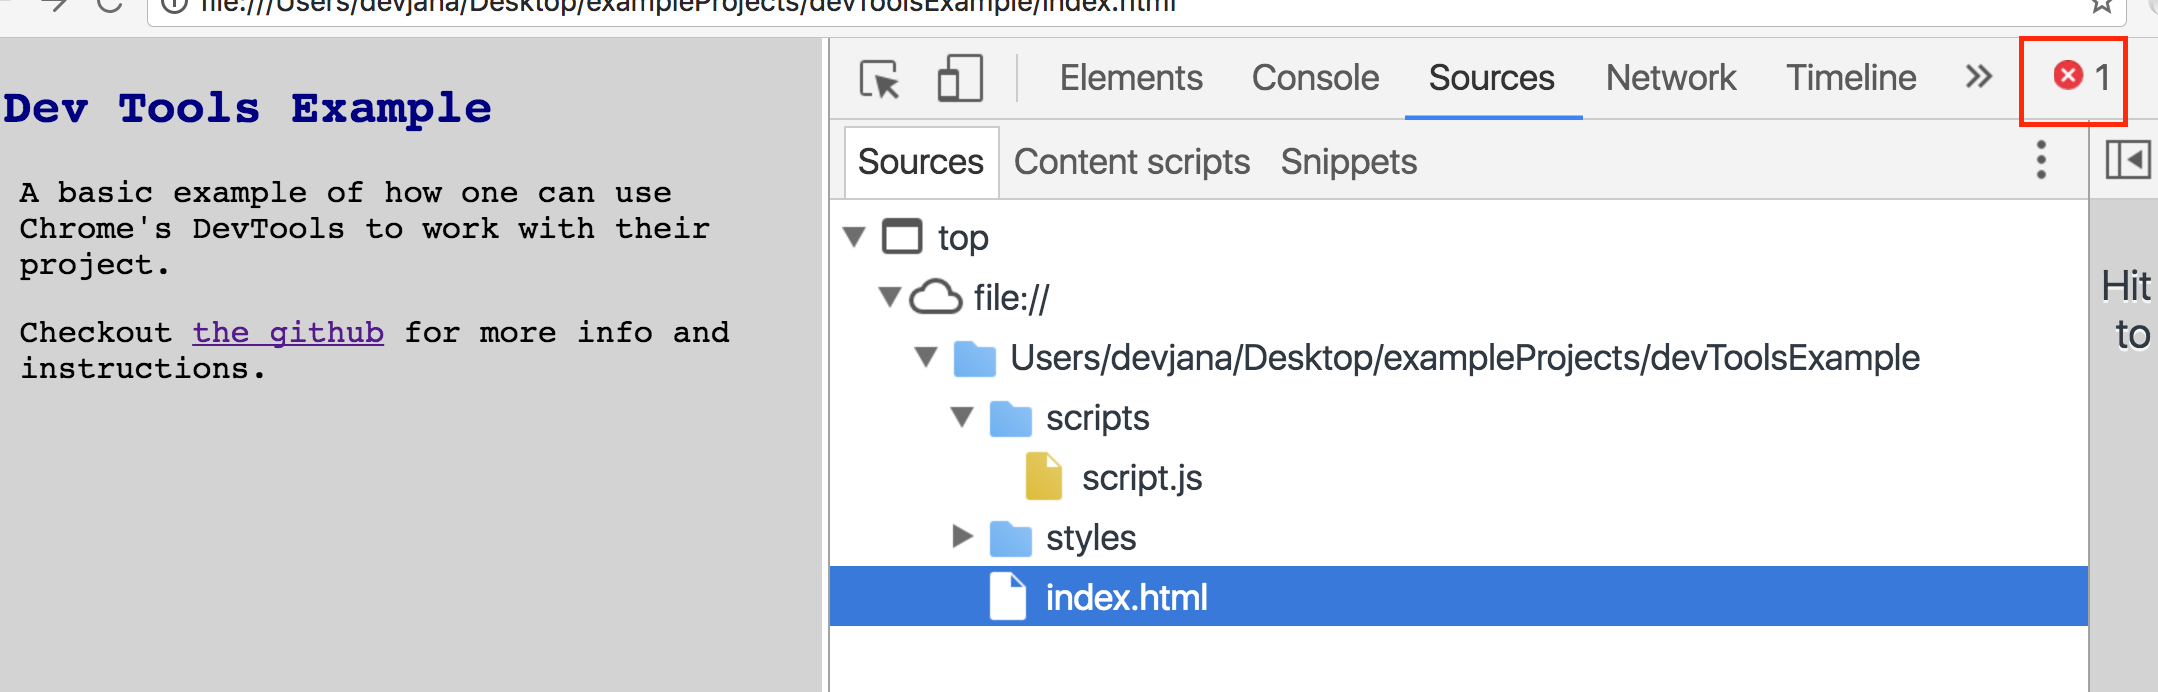 file:///Users/devjana/Desktop/exampleProjects/devToolsExample/index.html
Dev Tools Example
A basic example of how one can use
Chrome's DevTools to work with their
project.
Checkout the github for more info and
instructions.
Elements Console Sources Network Timeline » 1
Sources Content scripts Snippets
top
file://
Users/devjana/Desktop/exampleProjects/devToolsExample
scripts
script.js
styles
index.html
Hit
to